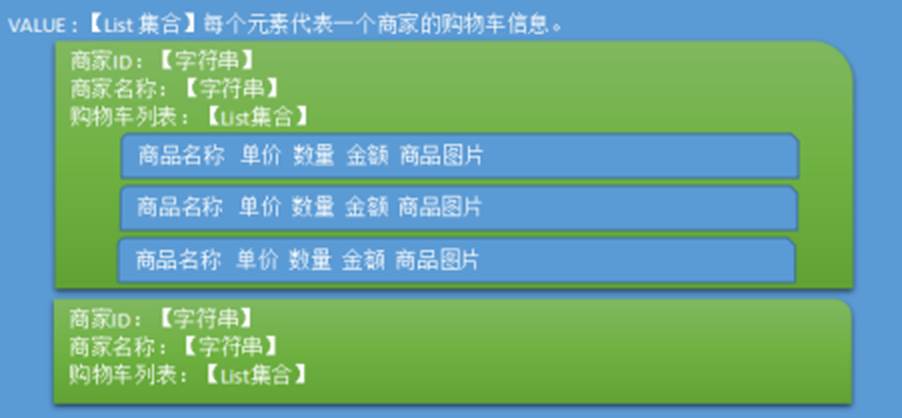 VALUE :【List 集合】每个元素代表一个商家的购物车信息。
商家ID：【字符串】
商家名称：【字符串】
购物车列表：【List集合】
商品名称 单价 数量 金额 商品图片
商品名称 单价 数量 金额 商品图片
商品名称 单价 数量 金额 商品图片
商家ID：【字符串】
商家名称：【字符串】
购物车列表：【List集合】